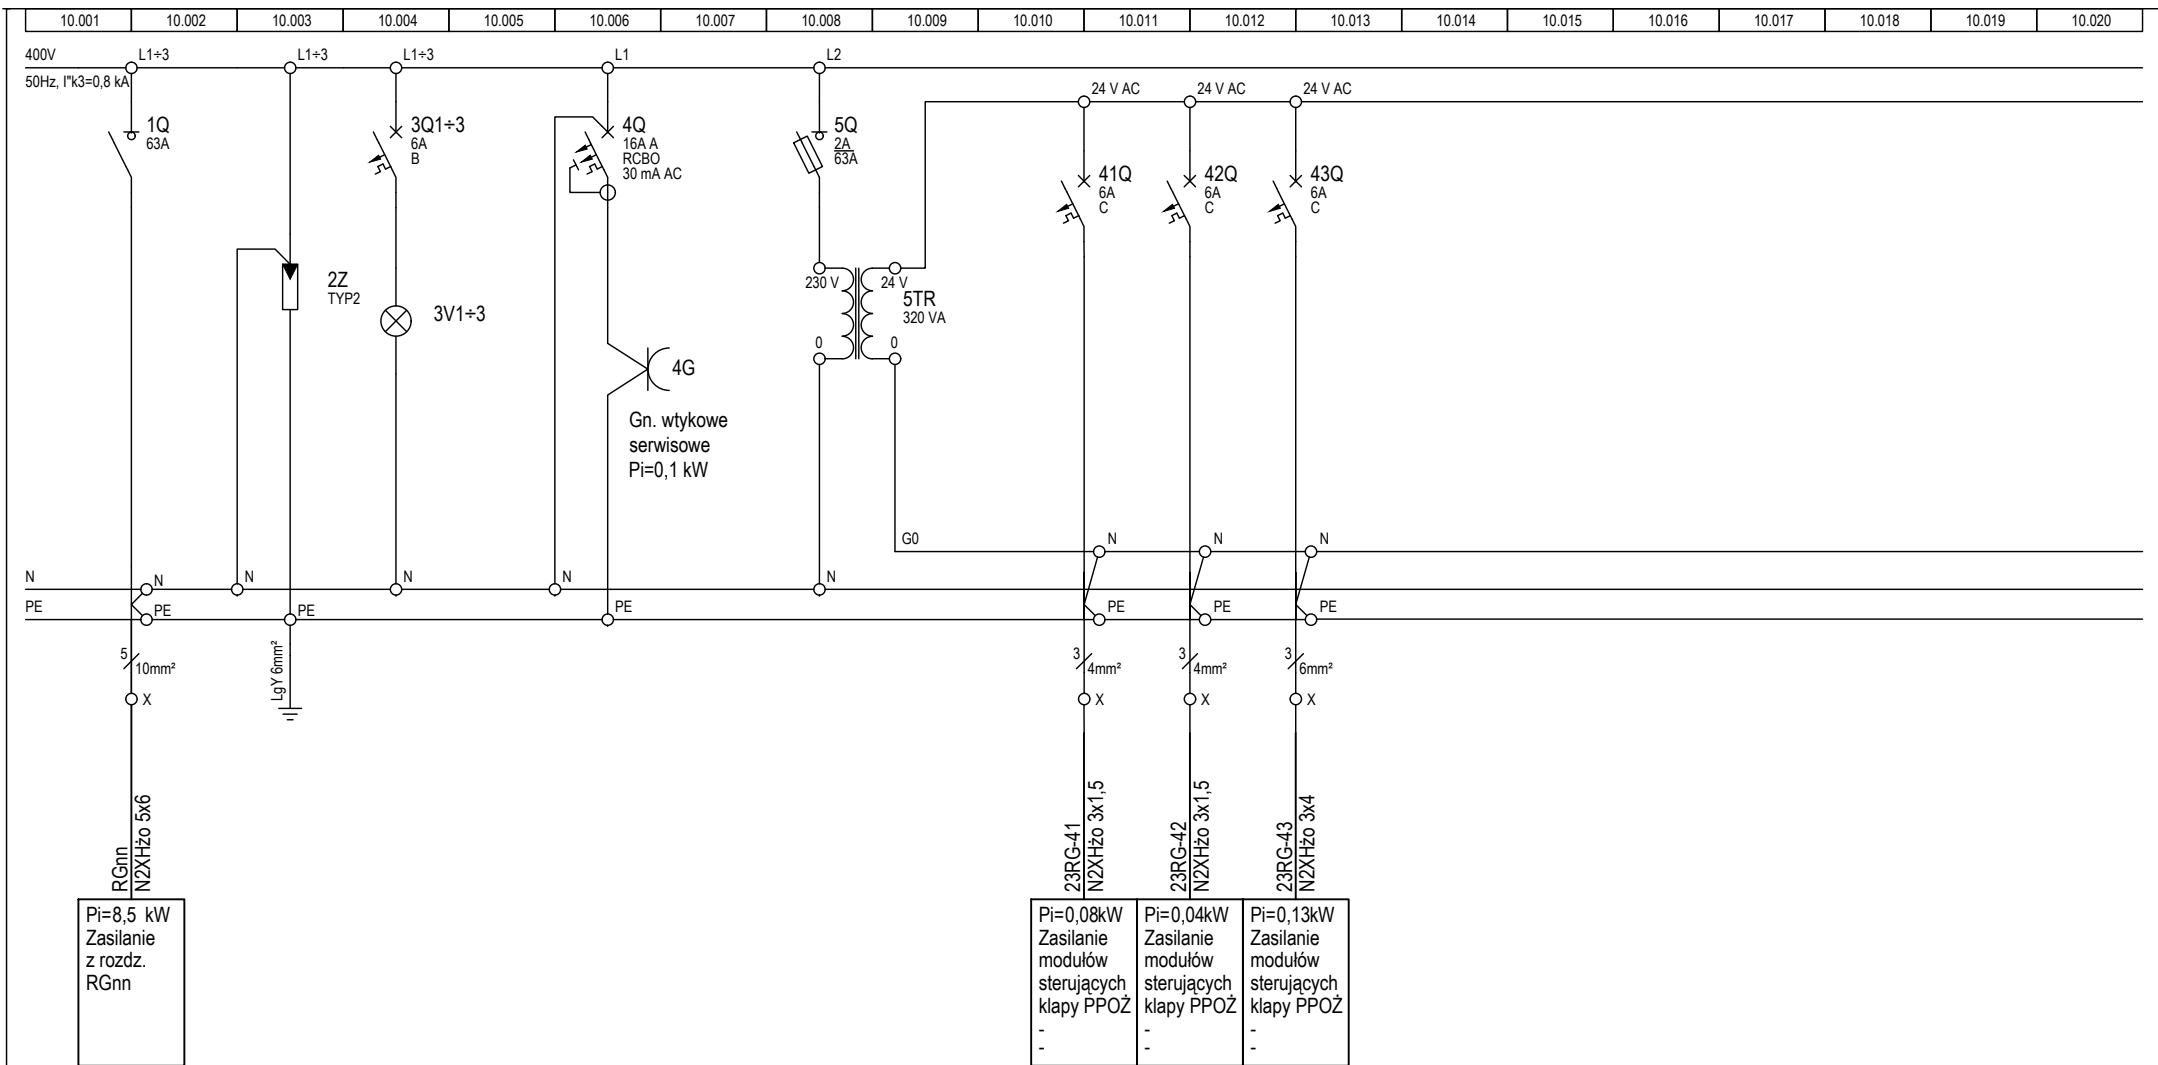 10.001
10.002
10.003
10.004
10.005
10.006
10.007
10.008
10.009
10.010
10.011
10.012
10.013
10.014
10.015
10.016
10.017
10.018
10.019
10.020
400V
L1÷3
L1÷3
L1÷3
L1
L2
50Hz, I"k3=0,8 kA
24 V AC
24 V AC
24 V AC
1Q
63A
3Q1÷3
6A
B
4Q
16A A
RCBO
30 mA AC
5Q
2A
63A
41Q
6A
C
42Q
6A
C
43Q
6A
C
2Z
TYP2
3V1÷3
230 V
24 V
5TR
320 VA
0
0
4G
Gn. wtykowe
serwisowe
Pi=0,1 kW
G0
N
N
N
N
N
N
N
N
N
PE
PE
PE
PE
PE
PE
PE
5
10mm²
LgY 6mm²
3
4mm²
3
4mm²
3
6mm²
X
X
X
X
RGnn
N2XHżo 5x6
23RG-41
N2XHżo 3x1,5
23RG-42
N2XHżo 3x1,5
23RG-43
N2XHżo 3x4
Pi=8,5 kW
Zasilanie
z rozdz.
RGnn
Pi=0,08kW
Zasilanie
modułów
sterujących
klapy PPOŻ
-
-
Pi=0,04kW
Zasilanie
modułów
sterujących
klapy PPOŻ
-
-
Pi=0,13kW
Zasilanie
modułów
sterujących
klapy PPOŻ
-
-